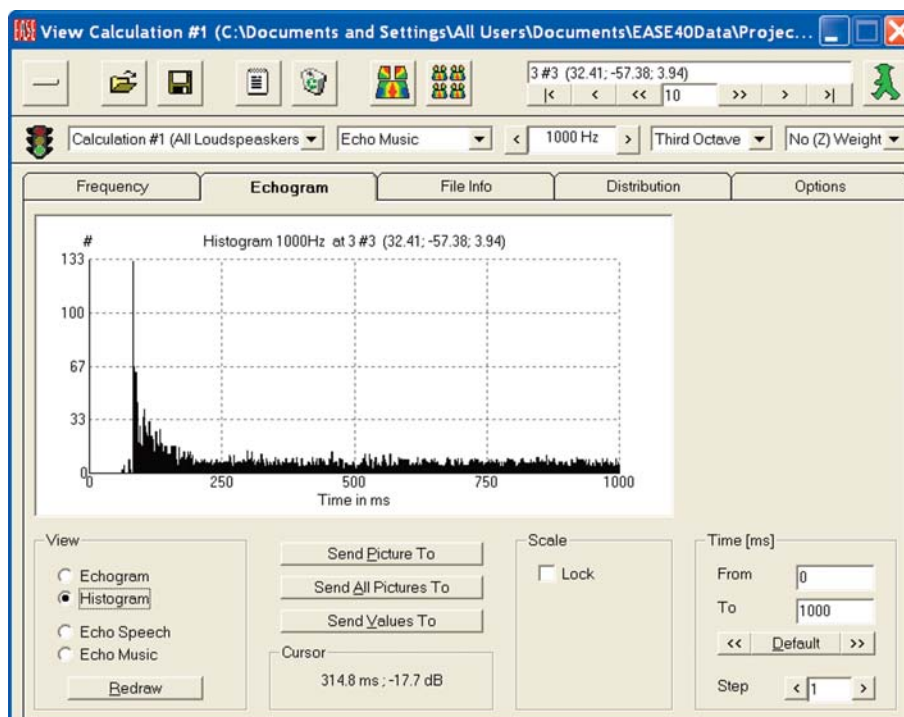 EASE View Calculation #1 (C:\Documents and Settings\All Users\Documents\EASE40Data\Projec...
3 #3 (32.41; -57.38; 3.94)
|< < << 10 >> > >|
Calculation #1 (All Loudspeaskers Echo Music < 1000 Hz > Third Octave No (Z) Weight
Frequency Echogram File Info Distribution Options
# Histogram 1000Hz at 3 #3 (32.41; -57.38; 3.94)
133
100
67
33
0
0 250 500 750 1000
Time in ms
View
Echogram
Histogram
Echo Speech
Echo Music
Redraw
Send Picture To
Send All Pictures To
Send Values To
Cursor
314.8 ms ; -17.7 dB
Scale
Lock
Time [ms]
From 0
To 1000
<< Default >>
Step < 1 >